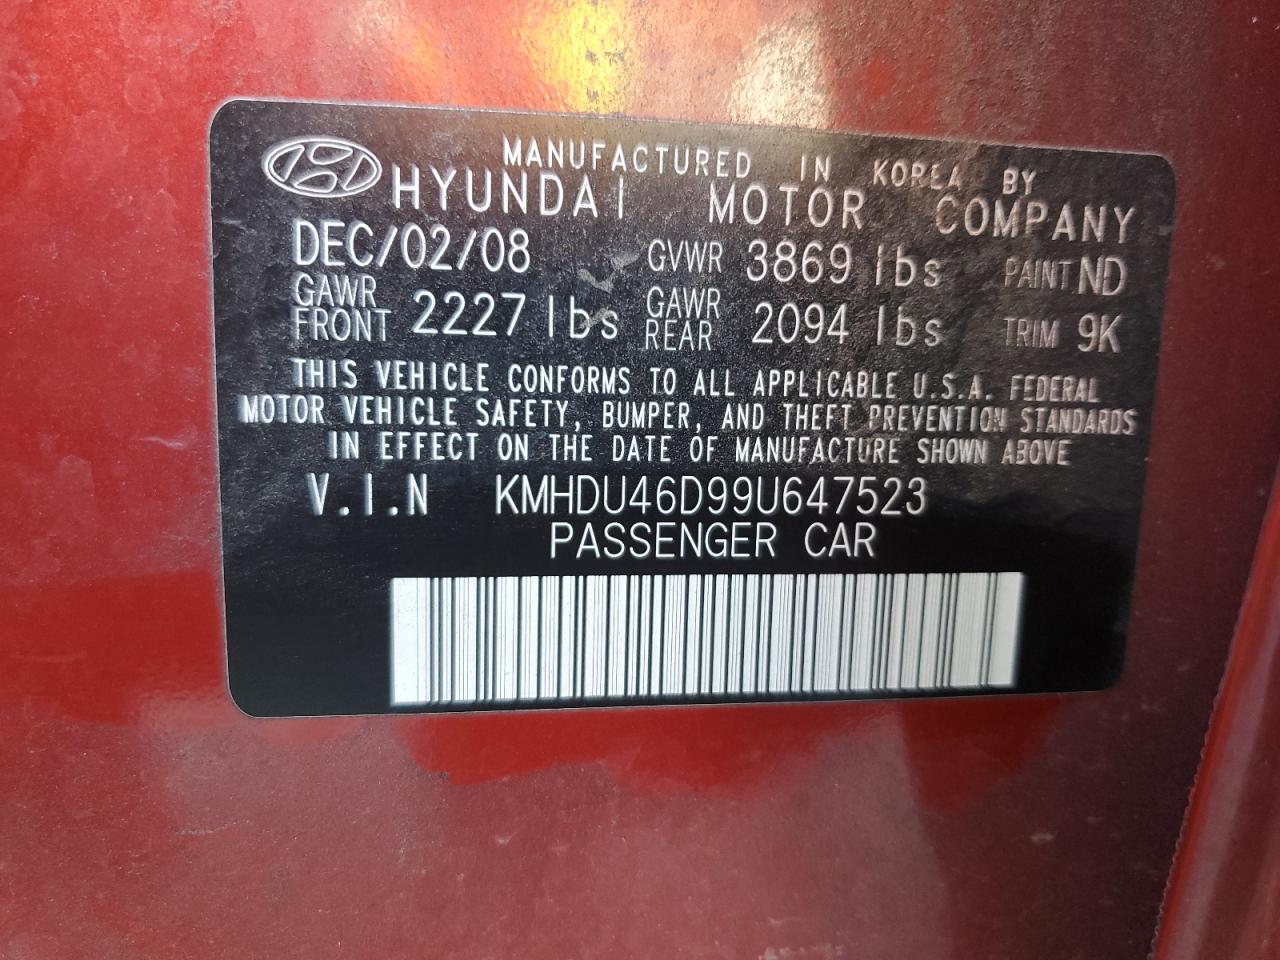 MANUFACTURED IN KOREA BY
HYUNDAI MOTOR COMPANY
DEC/02/08 GVWR 3869 lbs PAINT ND
GAWR FRONT 2227 lbs GAWR REAR 2094 lbs TRIM 9K
THIS VEHICLE CONFORMS TO ALL APPLICABLE U.S.A. FEDERAL
MOTOR VEHICLE SAFETY, BUMPER, AND THEFT PREVENTION STANDARDS
IN EFFECT ON THE DATE OF MANUFACTURE SHOWN ABOVE
V.I.N KMHDU46D99U647523
PASSENGER CAR